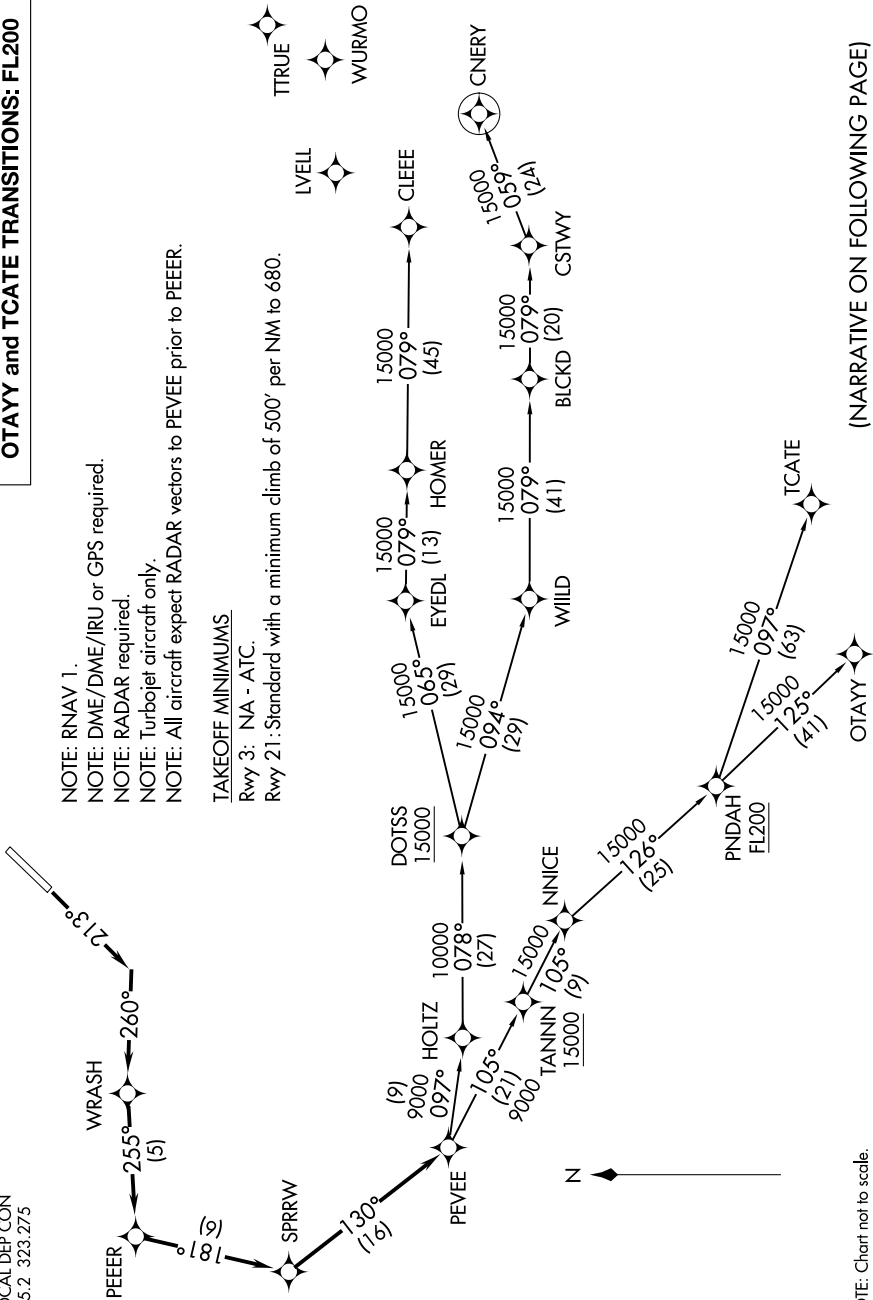 OTAYY and TCATE TRANSITIONS: FL200
NOTE: RNAV 1.
NOTE: DME/DME/IRU or GPS required.
NOTE: RADAR required.
NOTE: Turbojet aircraft only.
NOTE: All aircraft expect RADAR vectors to PEVEE prior to PEEER.
TAKEOFF MINIMUMS
Rwy 3: NA - ATC.
Rwy 21: Standard with a minimum climb of 500' per NM to 680.
5.2 323.275
213°
260°
WRASH
255°
(5)
PEEER
181°
(6)
SPRRW
130°
(16)
PEVEE
(9)
9000
097°
HOLTZ
10000
078°
(27)
DOTSS
15000
15000
065°
(29)
EYEDL
15000
079°
(13)
HOMER
15000
079°
(45)
CLEEE
LVELL
TTRUE
WURMO
15000
094°
(29)
WIILD
15000
079°
(41)
BLCKD
15000
079°
(20)
CSTWY
15000
059°
(24)
CNERY
105°
(21)
9000
TANNN
15000
15000
105°
(9)
NNICE
15000
126°
(25)
PNDAH
FL200
15000
097°
(63)
TCATE
15000
125°
(41)
OTAYY
N
(NARRATIVE ON FOLLOWING PAGE)
TE: Chart not to scale.